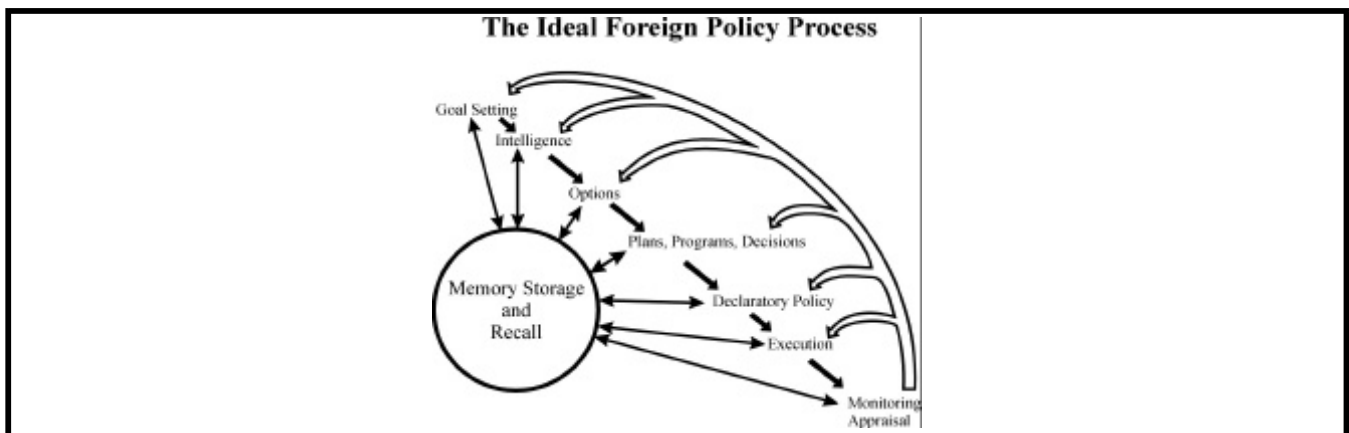 The Ideal Foreign Policy Process
Goal Setting
Intelligence
Options
Plans, Programs, Decisions
Memory Storage
and
Recall
Declaratory Policy
Execution
Monitoring
Appraisal